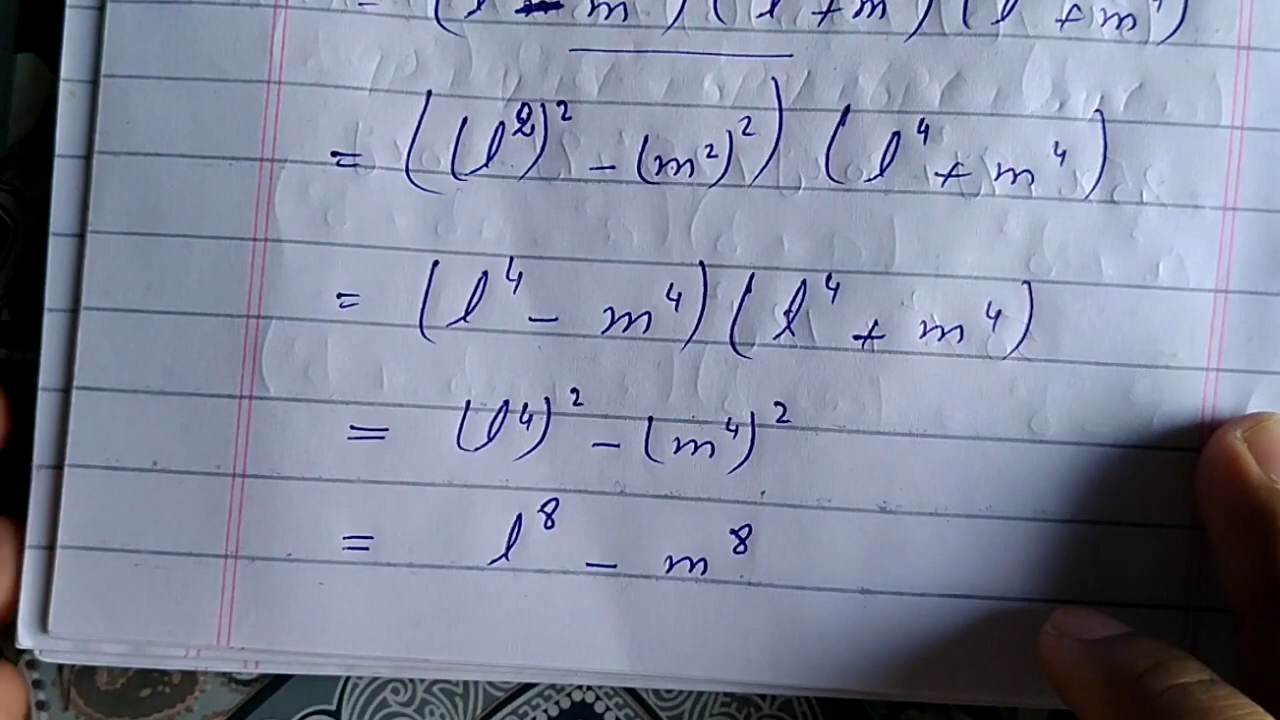 = ((l²)² - (m²)²) (l⁴ + m⁴)
= (l⁴ - m⁴) (l⁴ + m⁴)
= (l⁴)² - (m⁴)²
= l⁸ - m⁸